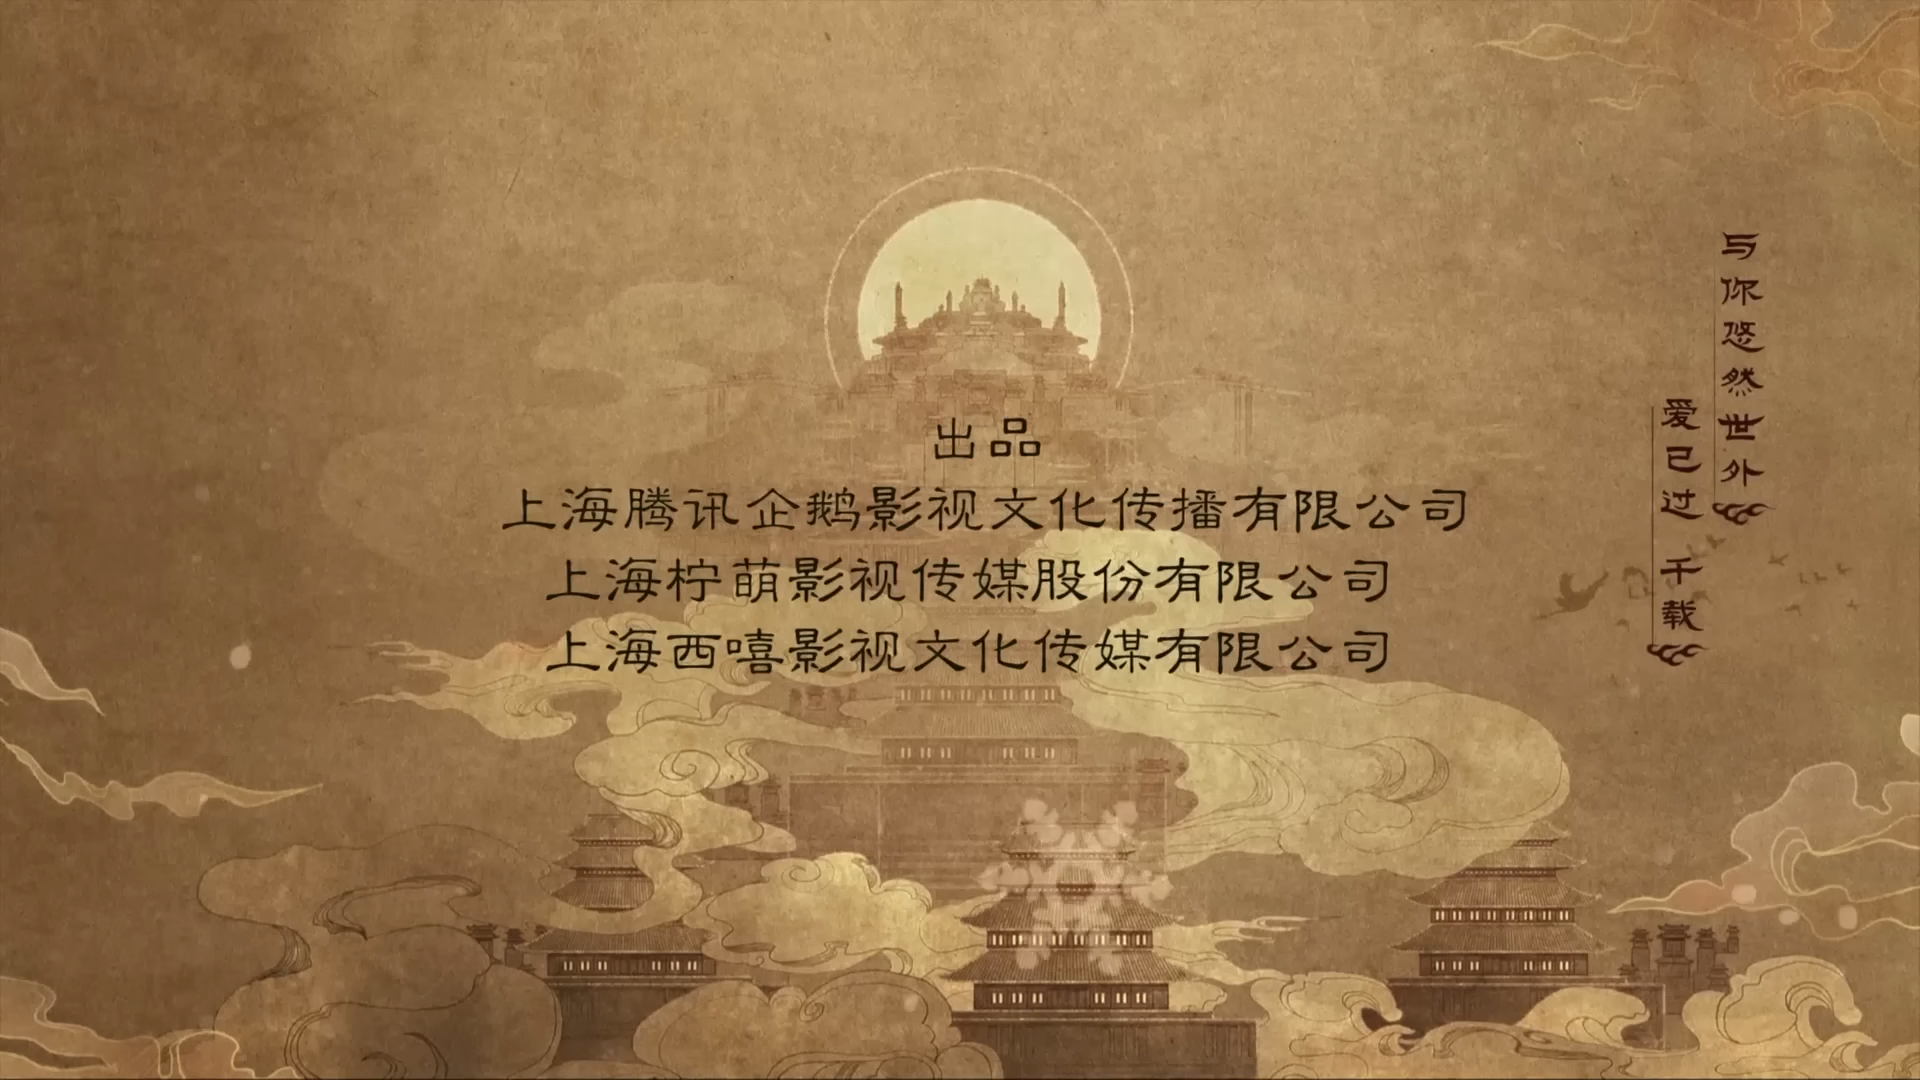 出品
上海腾讯企鹅影视文化传播有限公司
上海柠萌影视传媒股份有限公司
上海西嘻影视文化传媒有限公司
与你悠然世外
爱已过 千载